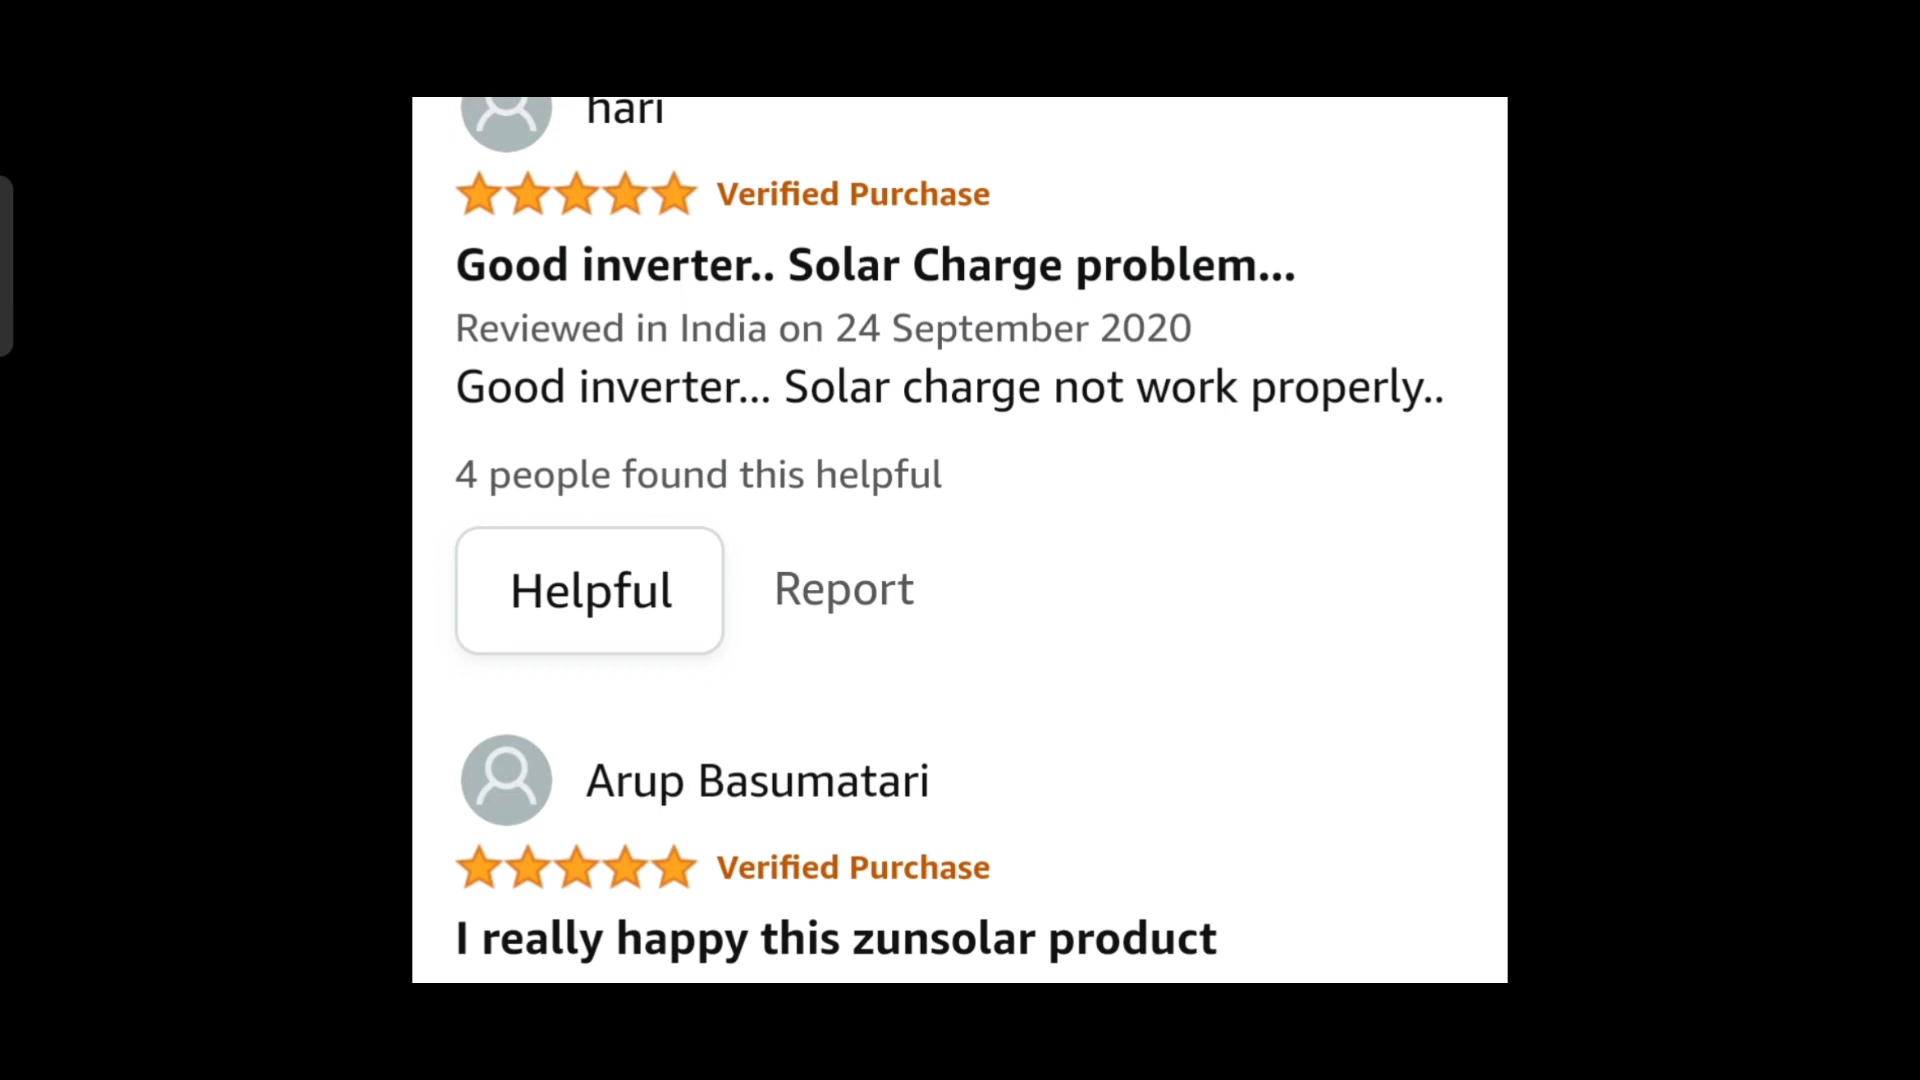 hari
Verified Purchase
Good inverter.. Solar Charge problem...
Reviewed in India on 24 September 2020
Good inverter... Solar charge not work properly..
4 people found this helpful
Helpful Report
Arup Basumatari
Verified Purchase
I really happy this zunsolar product